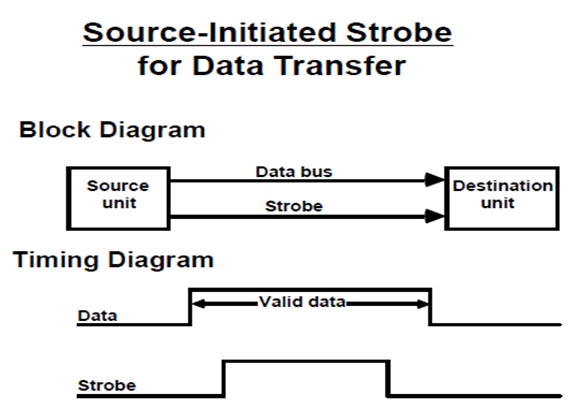 Source-Initiated Strobe
for Data Transfer
Block Diagram
Source
unit
Data bus
Strobe
Destination
unit
Timing Diagram
Valid data
Data
Strobe